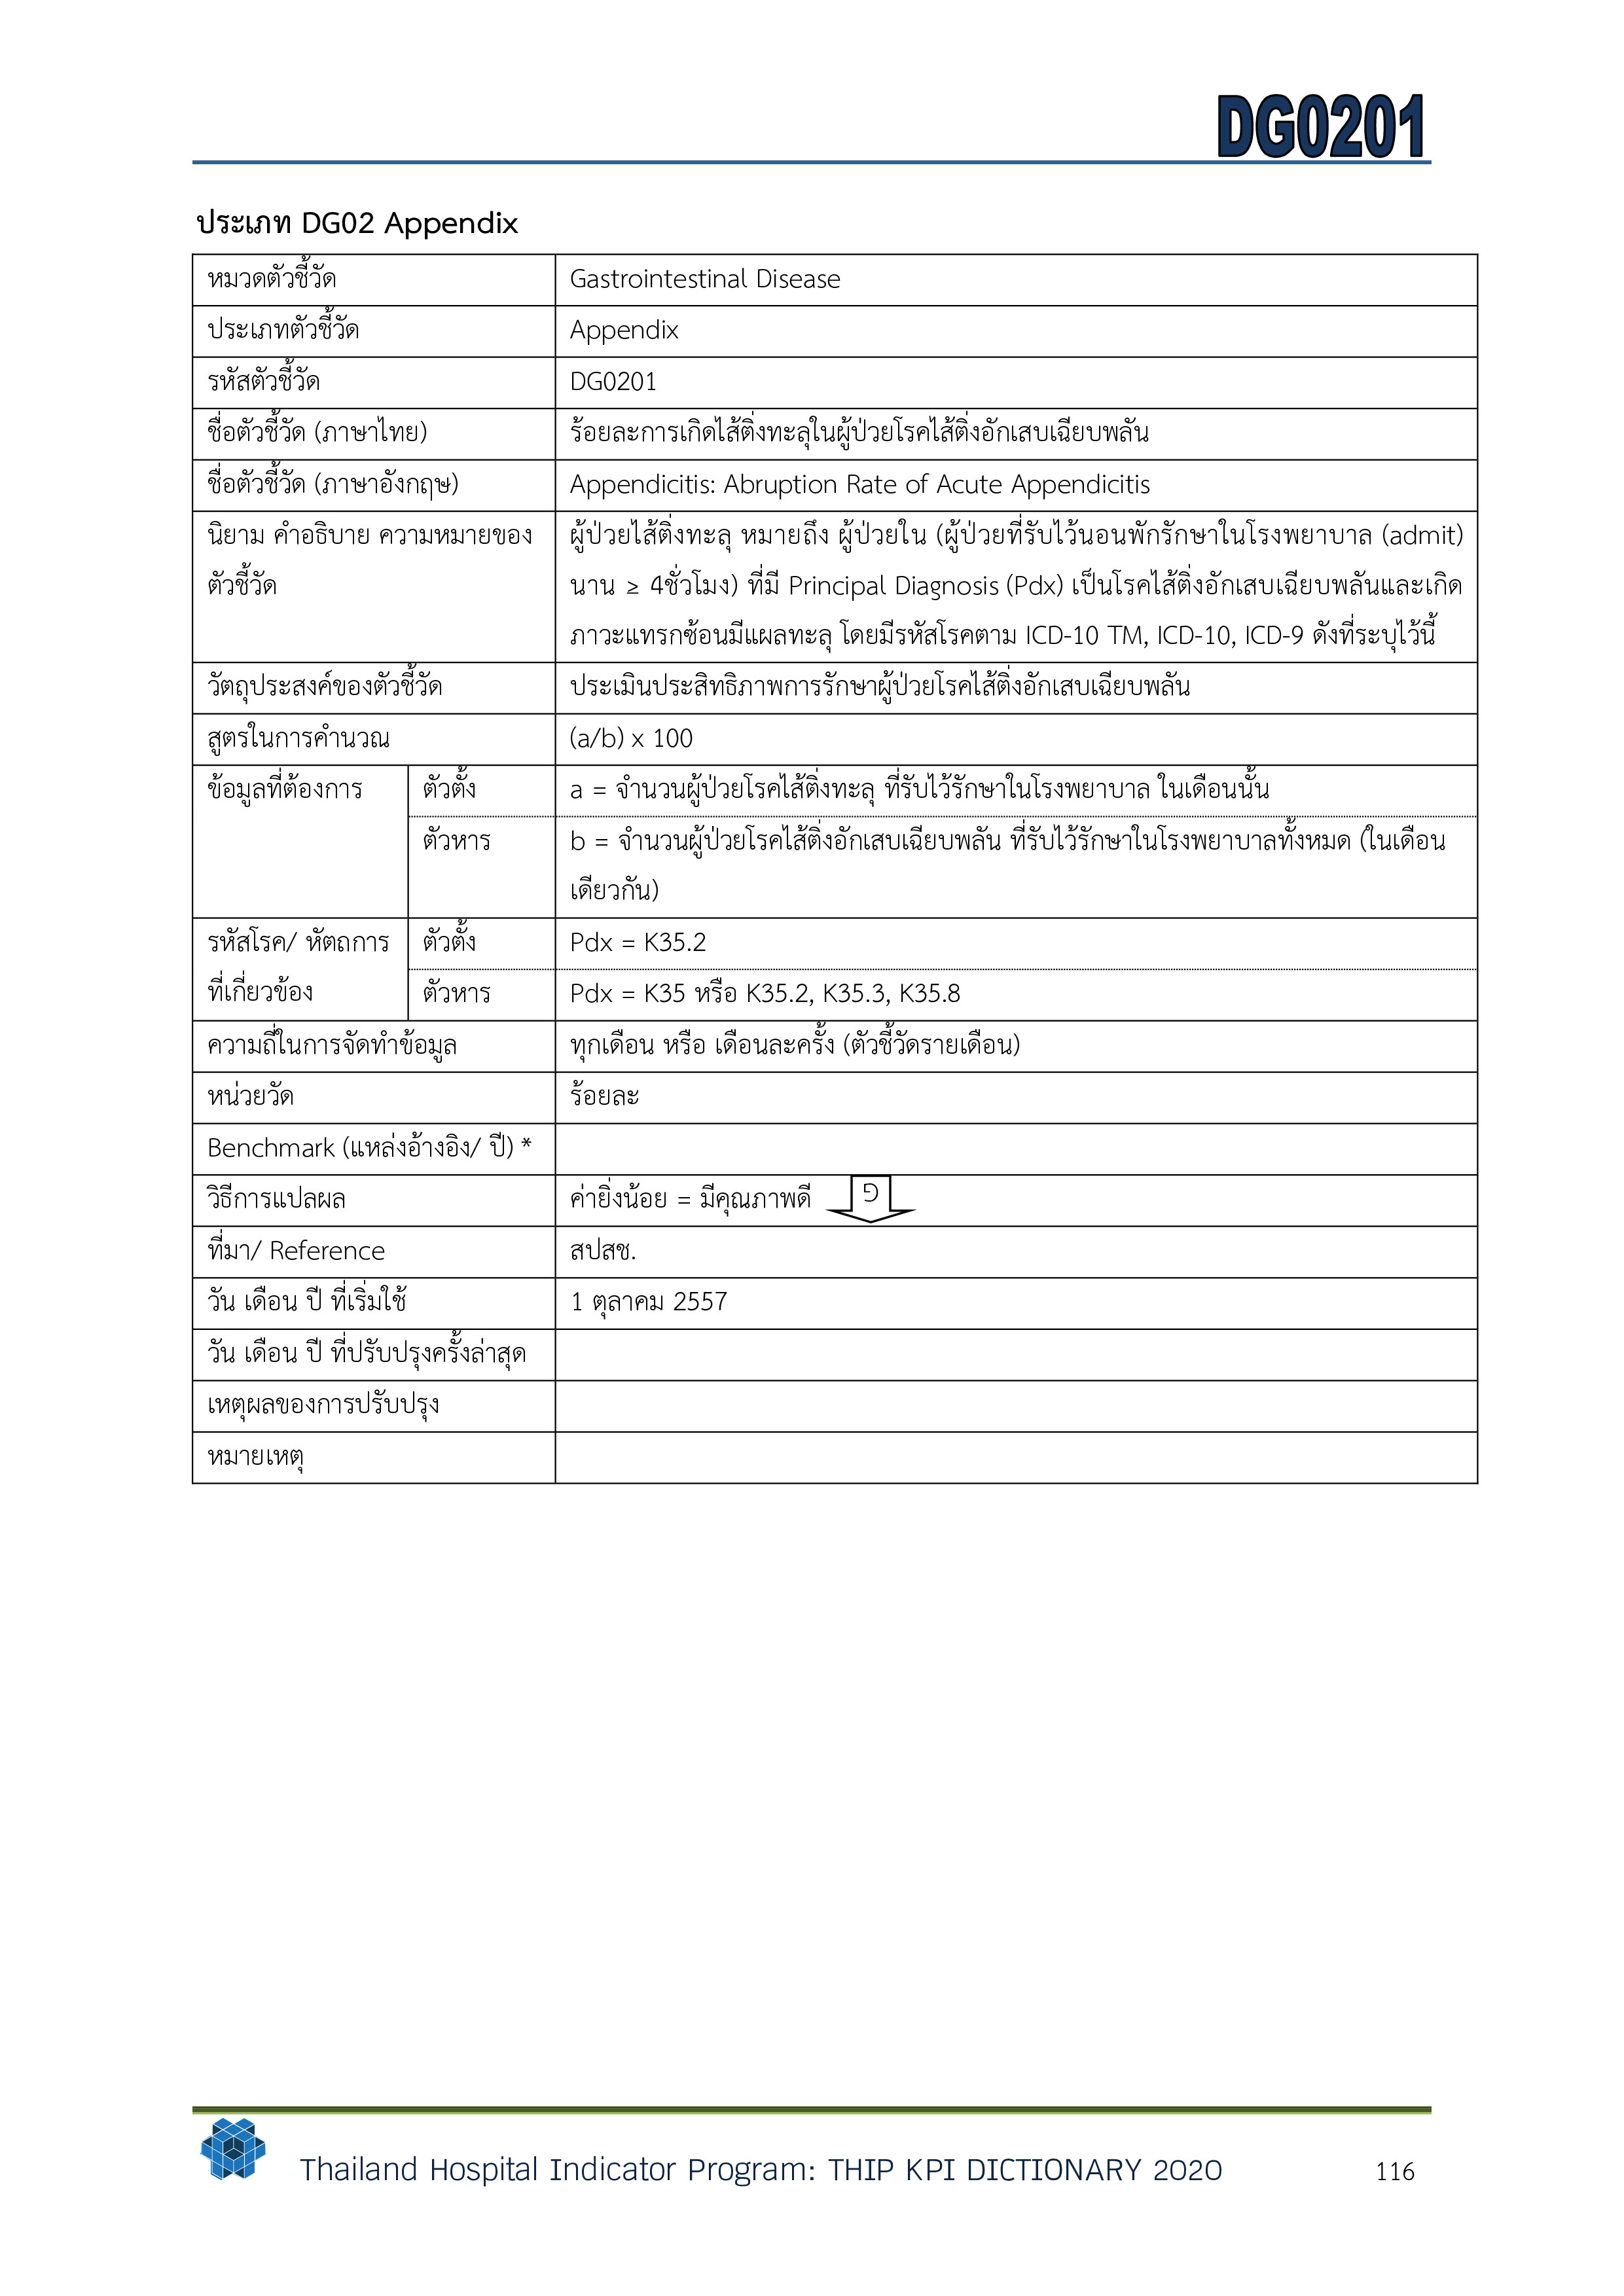 DG0201
ประเภท DG02 Appendix
หมวดตัวชี้วัด Gastrointestinal Disease
ประเภทตัวชี้วัด Appendix
รหัสตัวชี้วัด DG0201
ชื่อตัวชี้วัด (ภาษาไทย) ร้อยละการเกิดไส้ติ่งทะลุในผู้ป่วยโรคไส้ติ่งอักเสบเฉียบพลัน
ชื่อตัวชี้วัด (ภาษาอังกฤษ) Appendicitis: Abruption Rate of Acute Appendicitis
นิยาม คำอธิบาย ความหมายของ ผู้ป่วยไส้ติ่งทะลุ หมายถึง ผู้ป่วยใน (ผู้ป่วยที่รับไว้นอนพักรักษาในโรงพยาบาล (admit)
ตัวชี้วัด นาน ≥ 4ชั่วโมง) ที่มี Principal Diagnosis (Pdx) เป็นโรคไส้ติ่งอักเสบเฉียบพลันและเกิด
ภาวะแทรกซ้อนมีแผลทะลุ โดยมีรหัสโรคตาม ICD-10 TM, ICD-10, ICD-9 ดังที่ระบุไว้นี้
วัตถุประสงค์ของตัวชี้วัด ประเมินประสิทธิภาพการรักษาผู้ป่วยโรคไส้ติ่งอักเสบเฉียบพลัน
สูตรในการคำนวณ (a/b) x 100
ข้อมูลที่ต้องการ ตัวตั้ง a = จำนวนผู้ป่วยโรคไส้ติ่งทะลุ ที่รับไว้รักษาในโรงพยาบาล ในเดือนนั้น
ตัวหาร b = จำนวนผู้ป่วยโรคไส้ติ่งอักเสบเฉียบพลัน ที่รับไว้รักษาในโรงพยาบาลทั้งหมด (ในเดือน
เดียวกัน)
รหัสโรค/ หัตถการ ตัวตั้ง Pdx = K35.2
ที่เกี่ยวข้อง ตัวหาร Pdx = K35 หรือ K35.2, K35.3, K35.8
ความถี่ในการจัดทำข้อมูล ทุกเดือน หรือ เดือนละครั้ง (ตัวชี้วัดรายเดือน)
หน่วยวัด ร้อยละ
Benchmark (แหล่งอ้างอิง/ ปี) *
วิธีการแปลผล ค่ายิ่งน้อย = มีคุณภาพดี
ที่มา/ Reference สปสช.
วัน เดือน ปี ที่เริ่มใช้ 1 ตุลาคม 2557
วัน เดือน ปี ที่ปรับปรุงครั้งล่าสุด
เหตุผลของการปรับปรุง
หมายเหตุ
Thailand Hospital Indicator Program: THIP KPI DICTIONARY 2020 116